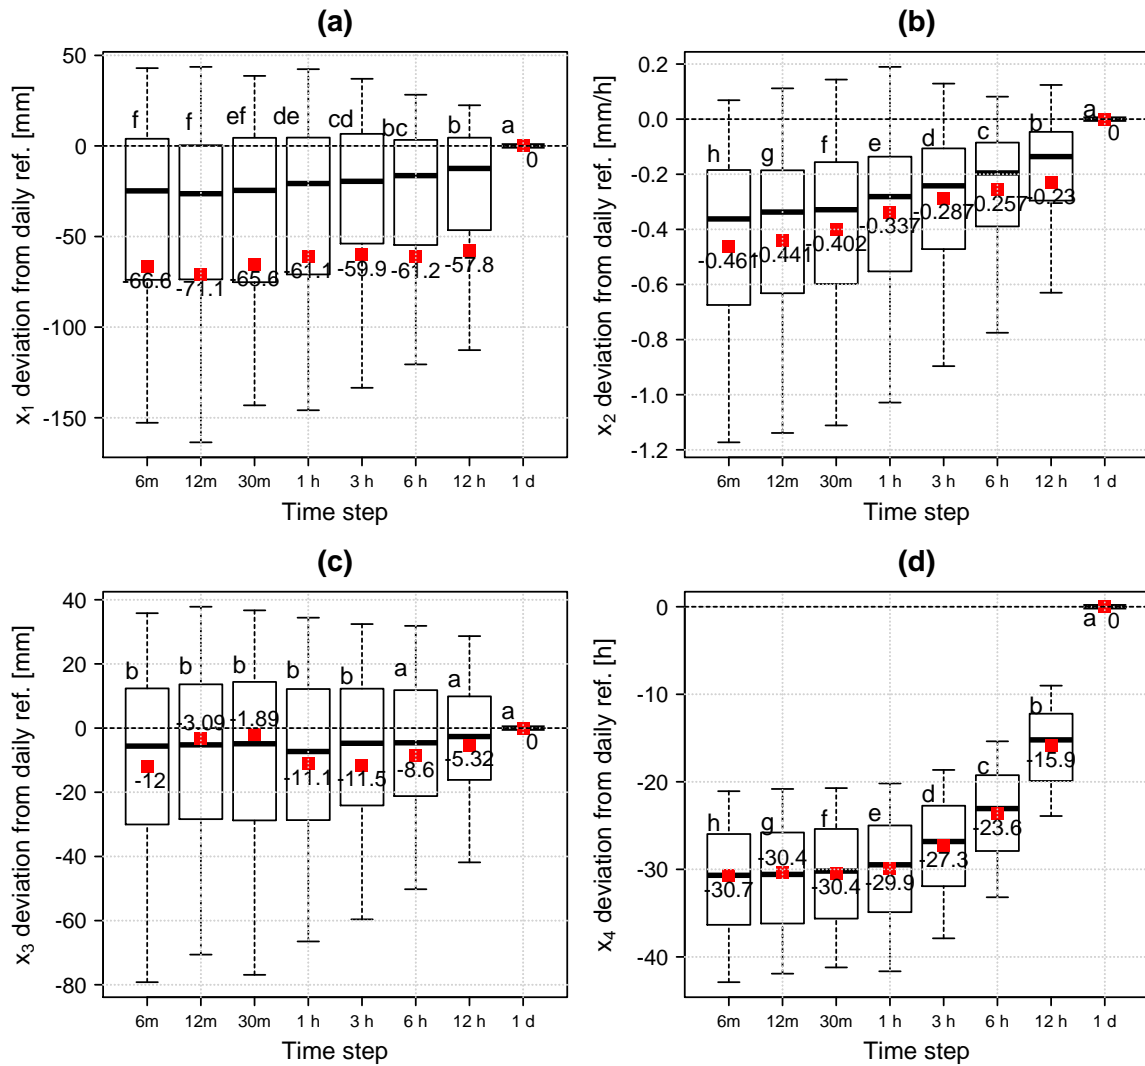 (a)
x1 deviation from daily ref. [mm]
50
0
-50
-100
-150
f
f
ef
de
cd
bc
b
a
-66.6
-71.1
-65.6
-61.1
-59.9
-61.2
-57.8
0
6m 12m 30m 1 h 3 h 6 h 12 h 1 d
Time step
(b)
x2 deviation from daily ref. [mm/h]
0.2
0.0
-0.2
-0.4
-0.6
-0.8
-1.0
-1.2
h
g
f
e
d
c
b
a
-0.461
-0.441
-0.402
-0.337
-0.287
-0.257
-0.23
0
6m 12m 30m 1 h 3 h 6 h 12 h 1 d
Time step
(c)
x3 deviation from daily ref. [mm]
40
20
0
-20
-40
-60
-80
b
b
b
b
b
a
a
a
-12
-3.09
-1.89
-11.1
-11.5
-8.6
-5.32
0
6m 12m 30m 1 h 3 h 6 h 12 h 1 d
Time step
(d)
x4 deviation from daily ref. [h]
0
-10
-20
-30
-40
h
g
f
e
d
c
b
a
-30.7
-30.4
-30.4
-29.9
-27.3
-23.6
-15.9
0
6m 12m 30m 1 h 3 h 6 h 12 h 1 d
Time step